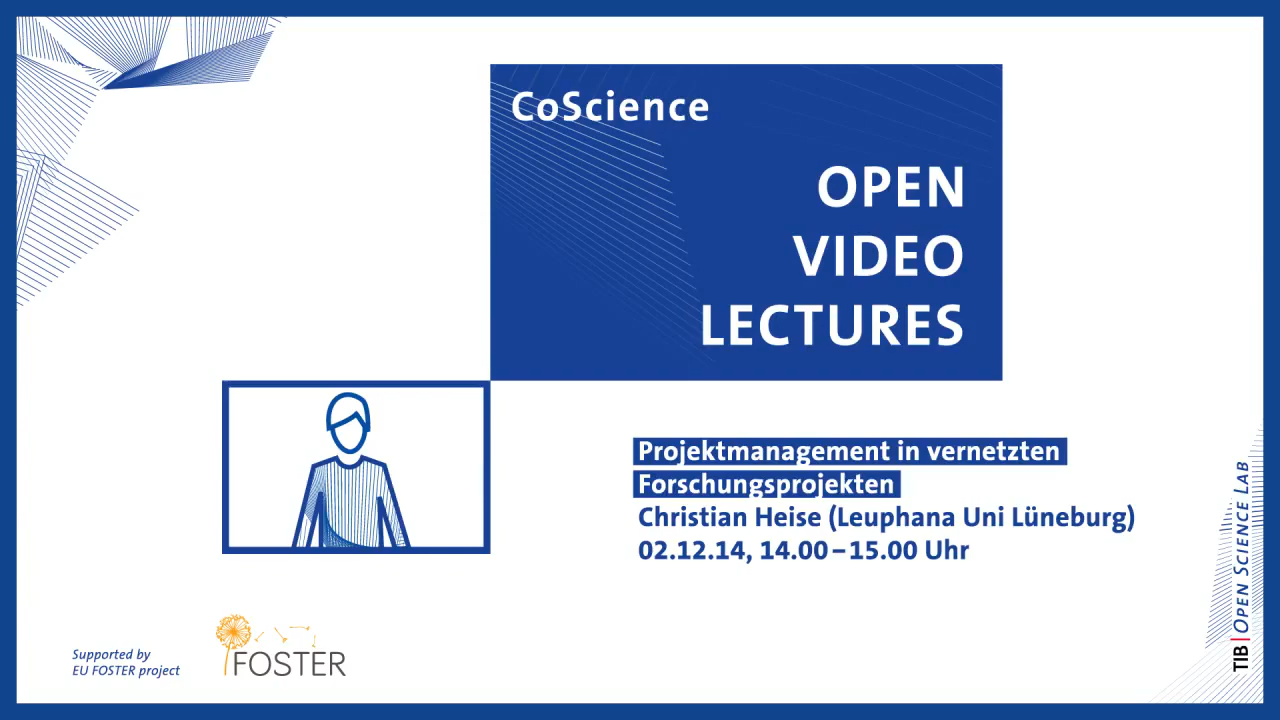 CoScience
OPEN
VIDEO
LECTURES
Projektmanagement in vernetzten
Forschungsprojekten
Christian Heise (Leuphana Uni Lüneburg)
02.12.14, 14.00–15.00 Uhr
Supported by
EU FOSTER project
FOSTER
TIB | OPEN SCIENCE LAB